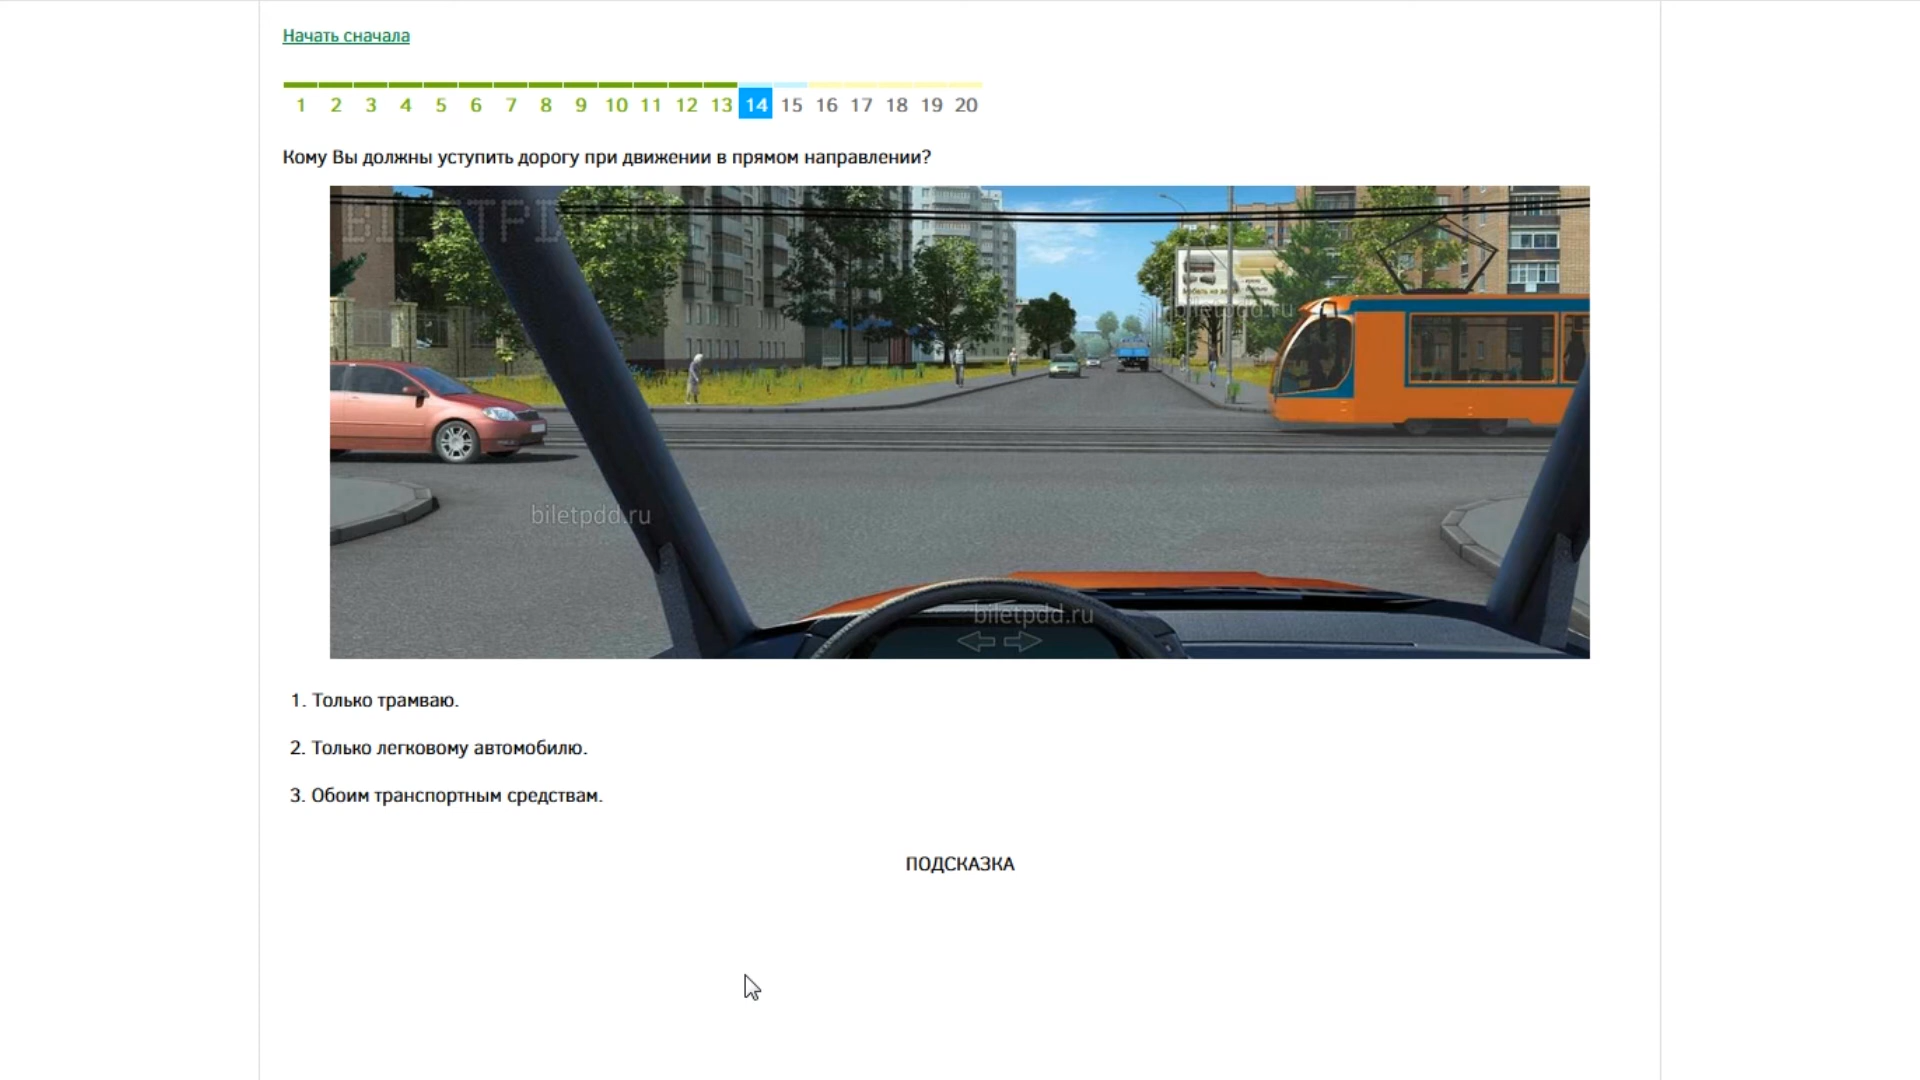 Начать сначала
1 2 3 4 5 6 7 8 9 10 11 12 13 14 15 16 17 18 19 20
Кому Вы должны уступить дорогу при движении в прямом направлении?
biletpdd.ru
biletpdd.ru
biletpdd.ru
1. Только трамваю.
2. Только легковому автомобилю.
3. Обоим транспортным средствам.
ПОДСКАЗКА